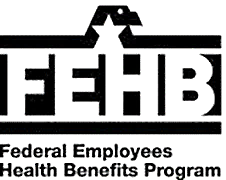 FEHB
Federal Employees
Health Benefits Program